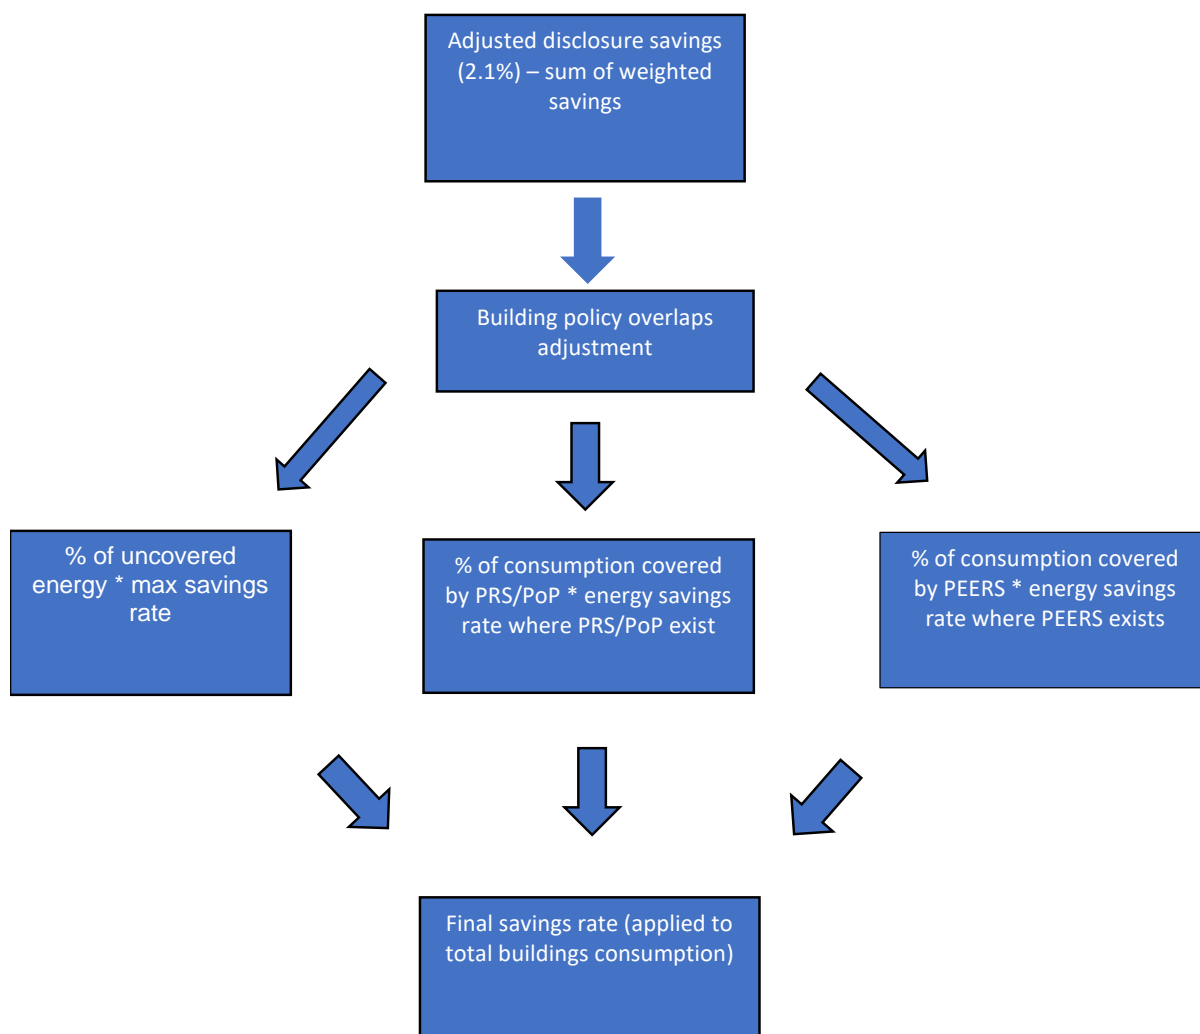 Adjusted disclosure savings
(2.1%) – sum of weighted
savings
Building policy overlaps
adjustment
% of uncovered
energy * max savings
rate
% of consumption covered
by PRS/PoP * energy savings
rate where PRS/PoP exist
% of consumption covered
by PEERS * energy savings
rate where PEERS exists
Final savings rate (applied to
total buildings consumption)